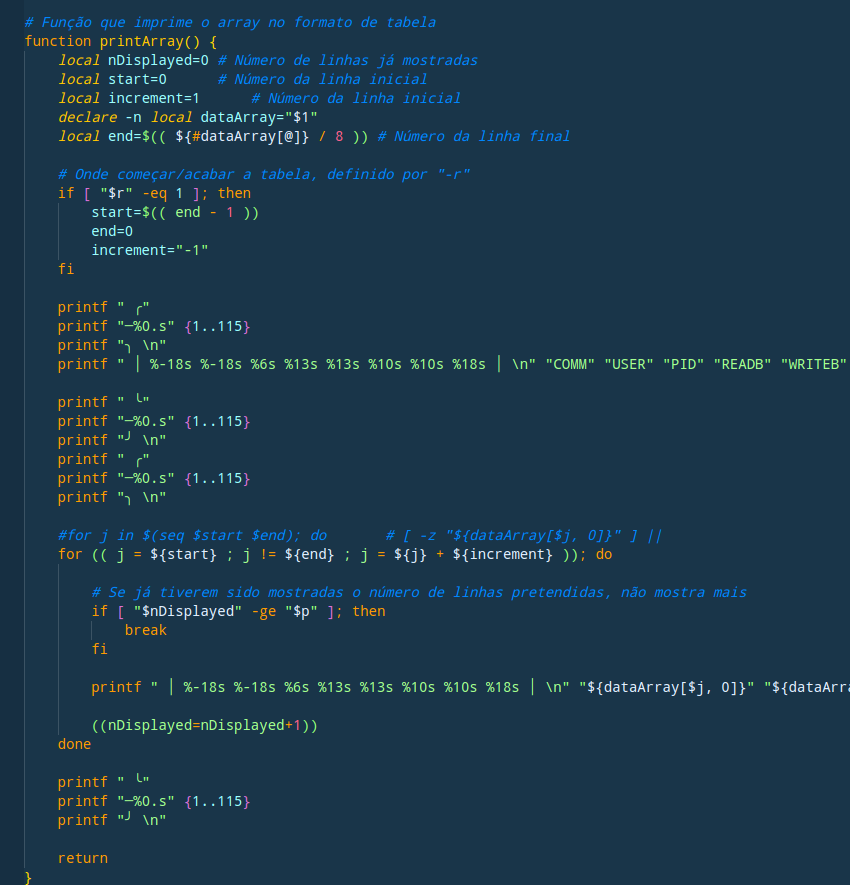 # Função que imprime o array no formato de tabela
function printArray() {
    local nDisplayed=0 # Número de linhas já mostradas
    local start=0      # Número da linha inicial
    local increment=1      # Número da linha inicial
    declare -n local dataArray="$1"
    local end=$(( ${#dataArray[@]} / 8 )) # Número da linha final
    # Onde começar/acabar a tabela, definido por "-r"
    if [ "$r" -eq 1 ]; then
        start=$(( end - 1 ))
        end=0
        increment="-1"
    fi
    printf " ╭"
    printf "─%0.s" {1..115}
    printf "╮ \n"
    printf " │ %-18s %-18s %6s %13s %13s %10s %10s %18s │ \n" "COMM" "USER" "PID" "READB" "WRITEB"
    printf " ╰"
    printf "─%0.s" {1..115}
    printf "╯ \n"
    printf " ╭"
    printf "─%0.s" {1..115}
    printf "╮ \n"
    #for j in $(seq $start $end); do       # [ -z "${dataArray[$j, 0]}" ] ||
    for (( j = ${start} ; j != ${end} ; j = ${j} + ${increment} )); do
        # Se já tiverem sido mostradas o número de linhas pretendidas, não mostra mais
        if [ "$nDisplayed" -ge "$p" ]; then
            break
        fi
        printf " │ %-18s %-18s %6s %13s %13s %10s %10s %18s │ \n" "${dataArray[$j, 0]}" "${dataArra
        ((nDisplayed=nDisplayed+1))
    done
    printf " ╰"
    printf "─%0.s" {1..115}
    printf "╯ \n"
    return
}